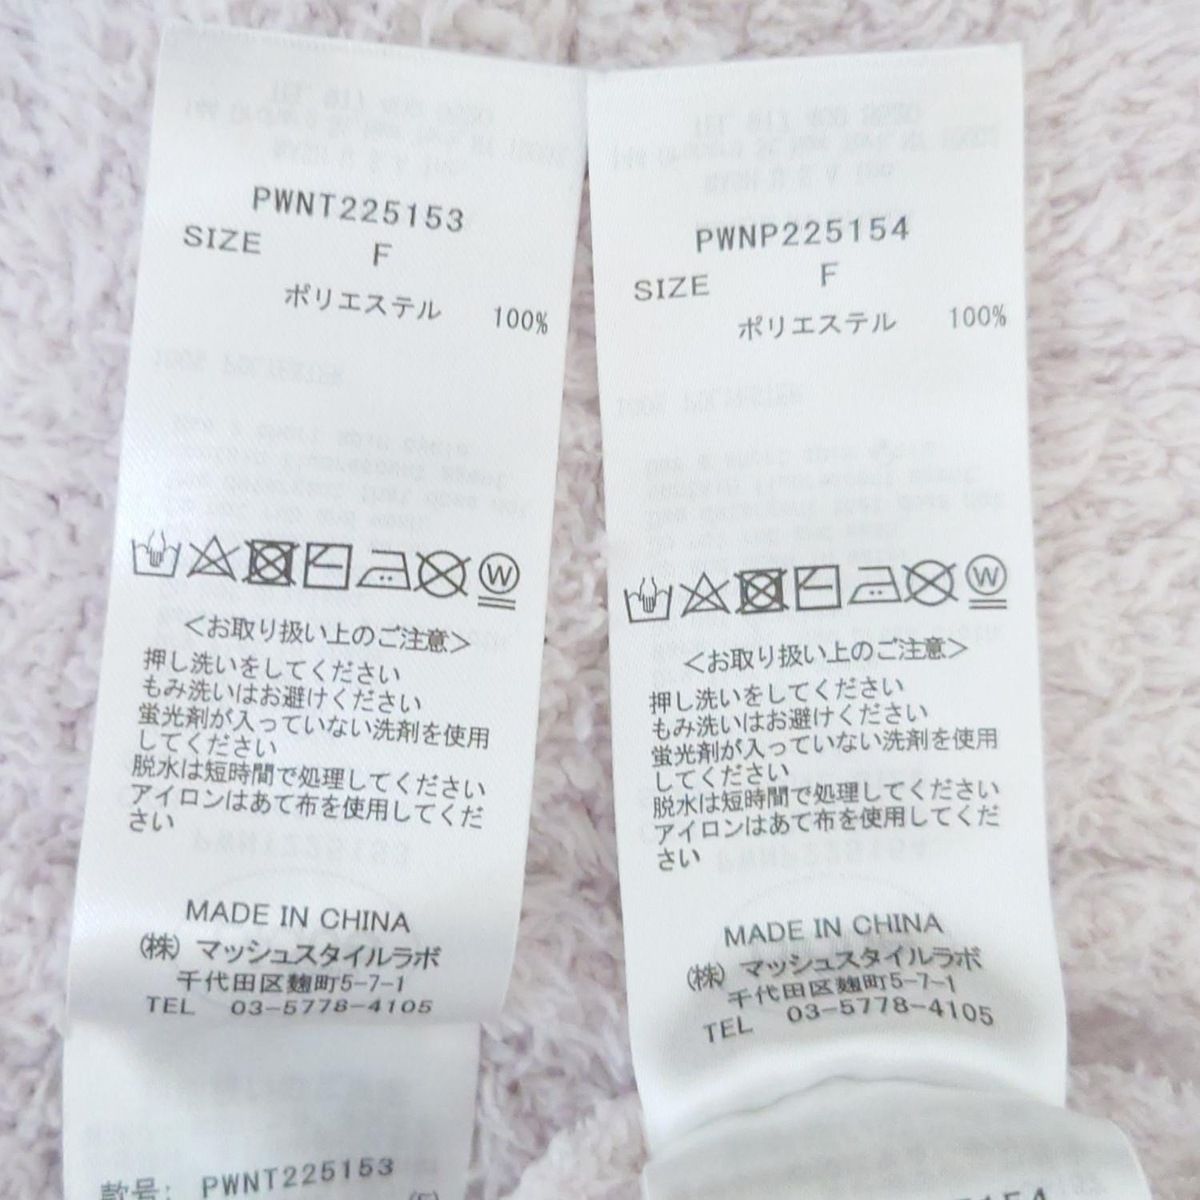 PWNT225153
SIZE F
ポリエステル 100%
W
<お取り扱い上のご注意>
押し洗いをしてください
もみ洗いはお避けください
蛍光剤が入っていない洗剤を使用
してください
脱水は短時間で処理してください
アイロンはあて布を使用してくだ
さい
MADE IN CHINA
(株) マッシュスタイルラボ
千代田区麹町5-7-1
TEL 03-5778-4105
款号: PWNT225153
PWNP225154
SIZE F
ポリエステル 100%
W
<お取り扱い上のご注意>
押し洗いをしてください
もみ洗いはお避けください
蛍光剤が入っていない洗剤を使用
してください
脱水は短時間で処理してください
アイロンはあて布を使用してくだ
さい
MADE IN CHINA
(株) マッシュスタイルラボ
千代田区麹町5-7-1
TEL 03-5778-4105